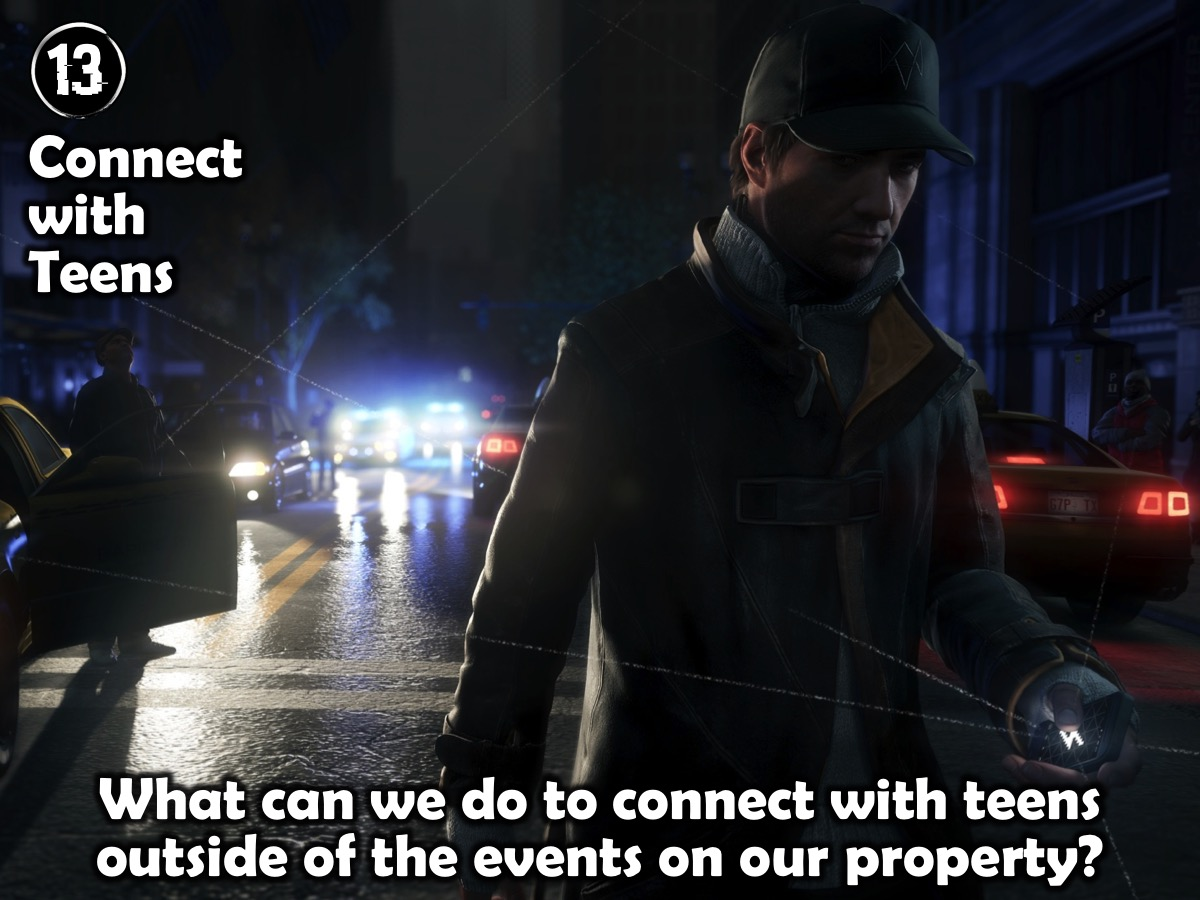 13
Connect
with
Teens
P
P
What can we do to connect with teens
outside of the events on our property?